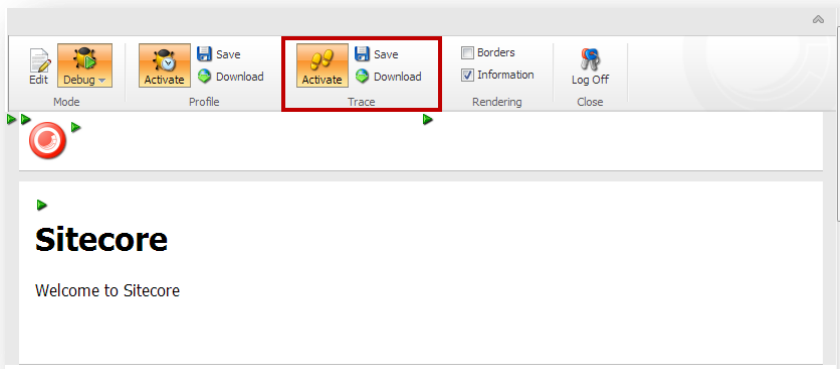 Edit Debug Activate Save Download Activate Save Download Borders Information Log Off
Mode Profile Trace Rendering Close
Sitecore
Welcome to Sitecore